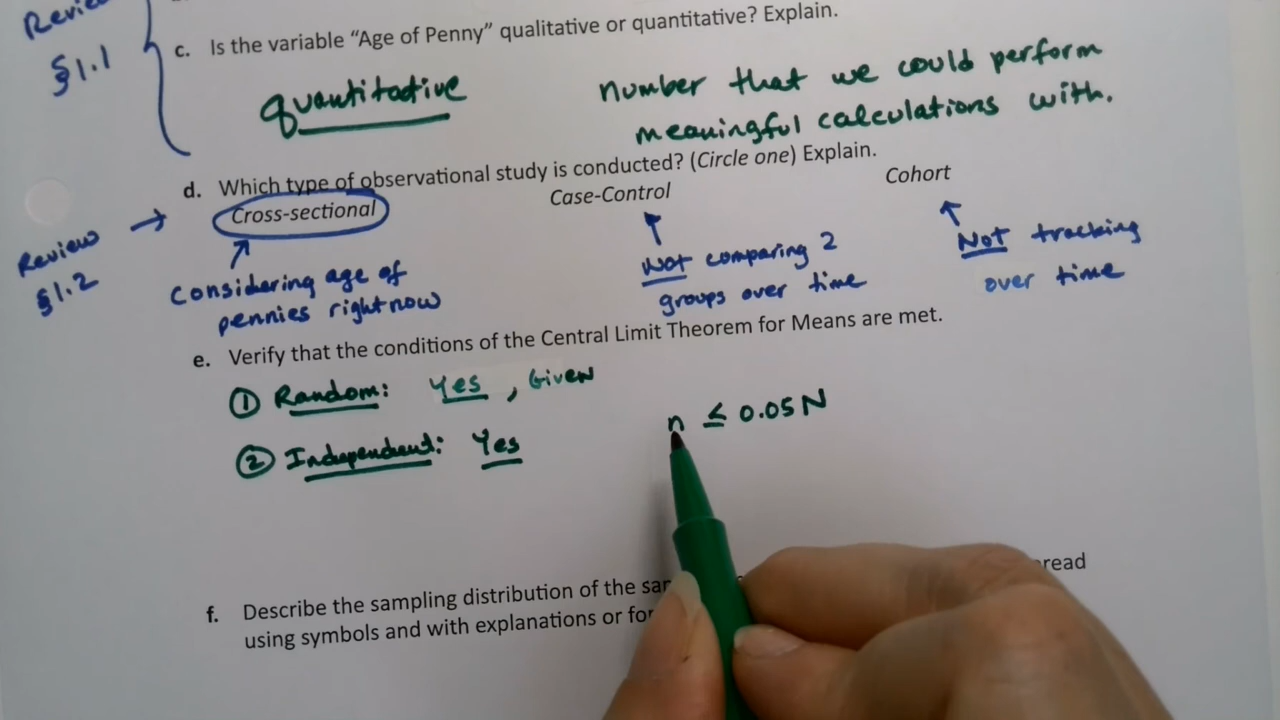 Review
§1.1
c. Is the variable “Age of Penny” qualitative or quantitative? Explain.
quantitative
number that we could perform
meaningful calculations with.
d. Which type of observational study is conducted? (Circle one) Explain.
Cross-sectional Case-Control Cohort
Review →
§1.2
Considering age of
pennies right now
Not comparing 2
groups over time
Not tracking
over time
e. Verify that the conditions of the Central Limit Theorem for Means are met.
① Random: Yes, Given
② Independent: Yes n ≤ 0.05N
f. Describe the sampling distribution of the
using symbols and with explanations or